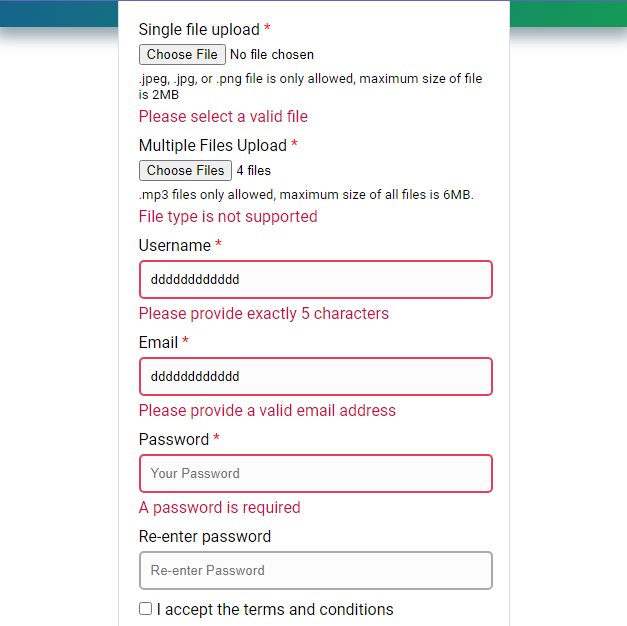 Single file upload *
Choose File No file chosen
.jpeg, .jpg, or .png file is only allowed, maximum size of file
is 2MB
Please select a valid file
Multiple Files Upload *
Choose Files 4 files
.mp3 files only allowed, maximum size of all files is 6MB.
File type is not supported
Username *
dddddddddddd
Please provide exactly 5 characters
Email *
dddddddddddd
Please provide a valid email address
Password *
Your Password
A password is required
Re-enter password
Re-enter Password
I accept the terms and conditions